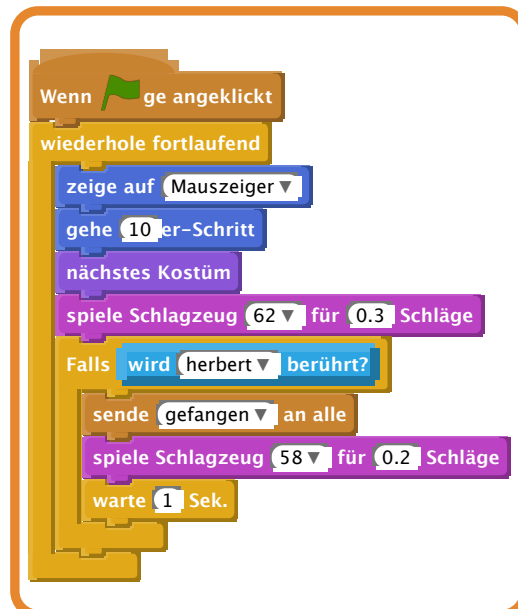 Wenn ge angeklickt
wiederhole fortlaufend
zeige auf Mauszeiger
gehe 10 er-Schritt
nächstes Kostüm
spiele Schlagzeug 62 für 0.3 Schläge
Falls wird herbert berührt?
sende gefangen an alle
spiele Schlagzeug 58 für 0.2 Schläge
warte 1 Sek.